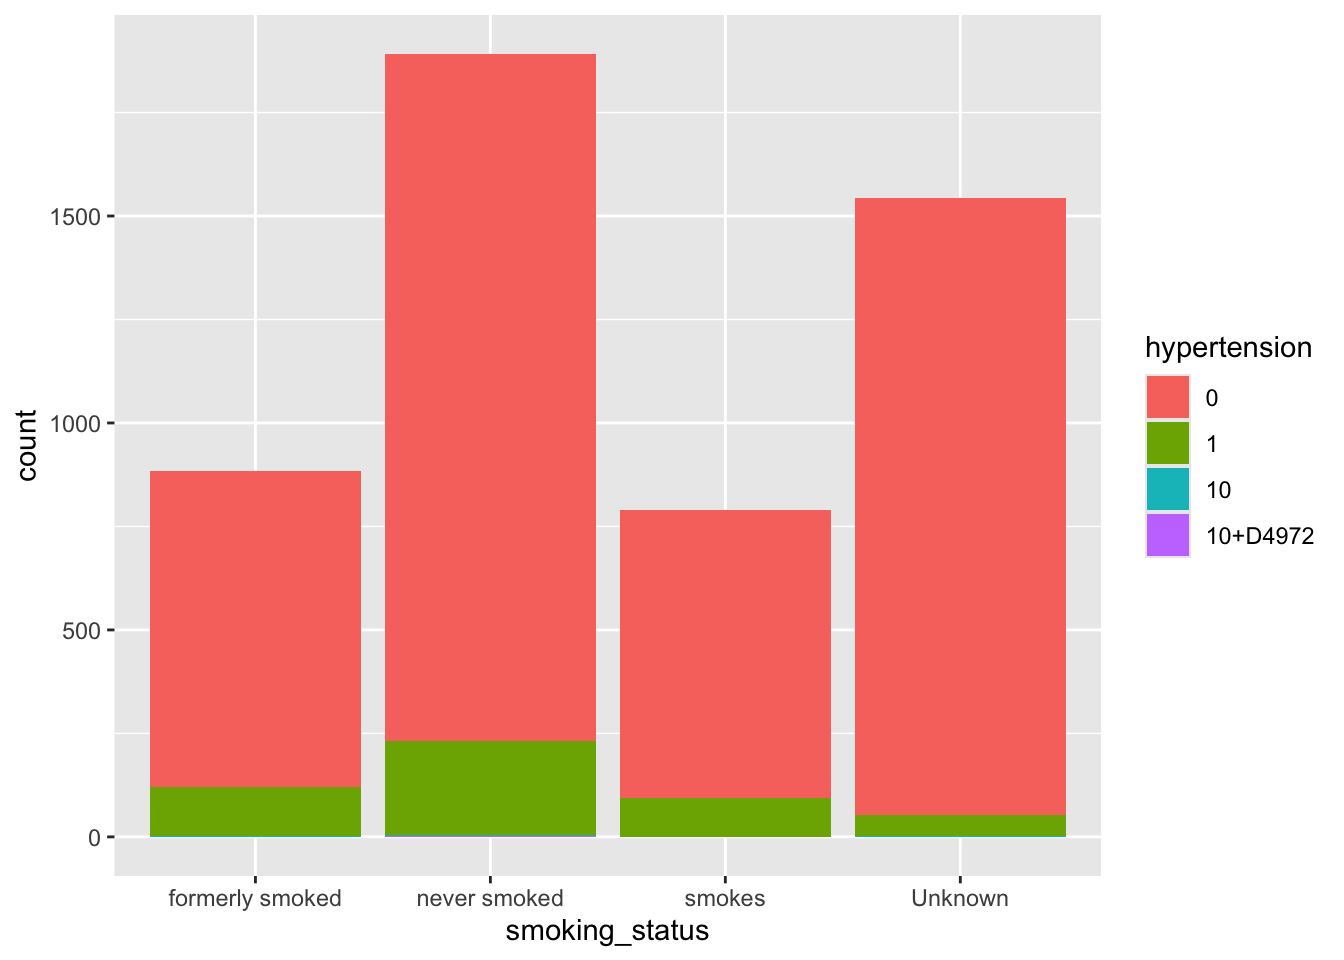 1500
1000
500
0
count
formerly smoked
never smoked
smokes
Unknown
smoking_status
hypertension
0
1
10
10+D4972